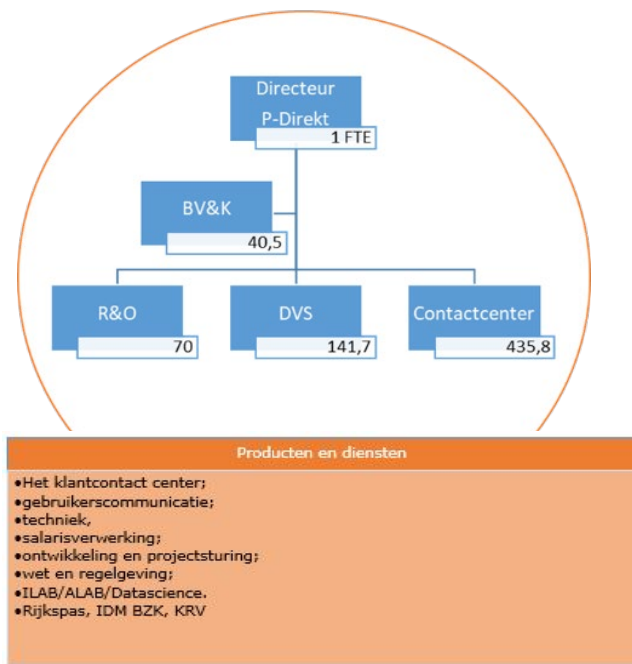 Directeur
P-Direkt
1 FTE
BV&K
40,5
R&O
DVS
Contactcenter
70
141,7
435,8
Producten en diensten
•Het klantcontact center;
•gebruikerscommunicatie;
•techniek,
•salarisverwerking;
•ontwikkeling en projectsturing;
•wet en regelgeving;
•ILAB/ALAB/Datascience.
•Rijkspas, IDM BZK, KRV